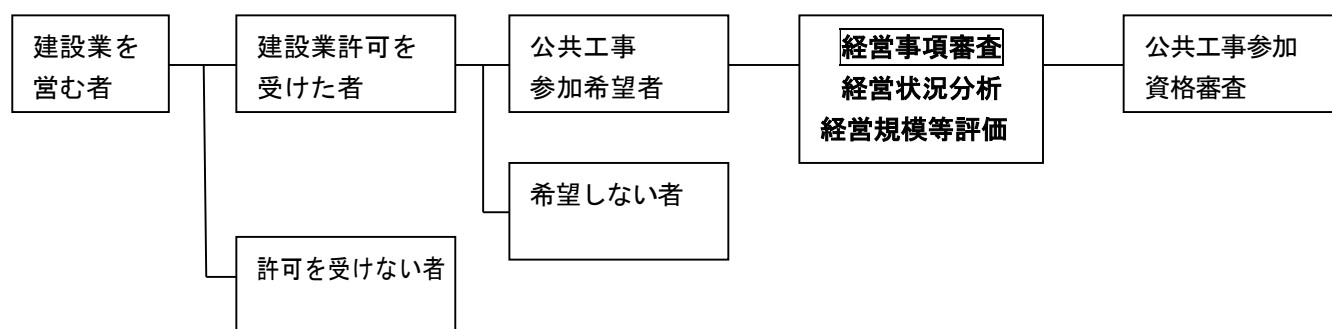 建設業を
営む者
建設業許可を
受けた者
公共工事
参加希望者
経営事項審査
経営状況分析
経営規模等評価
公共工事参加
資格審査
希望しない者
許可を受けない者